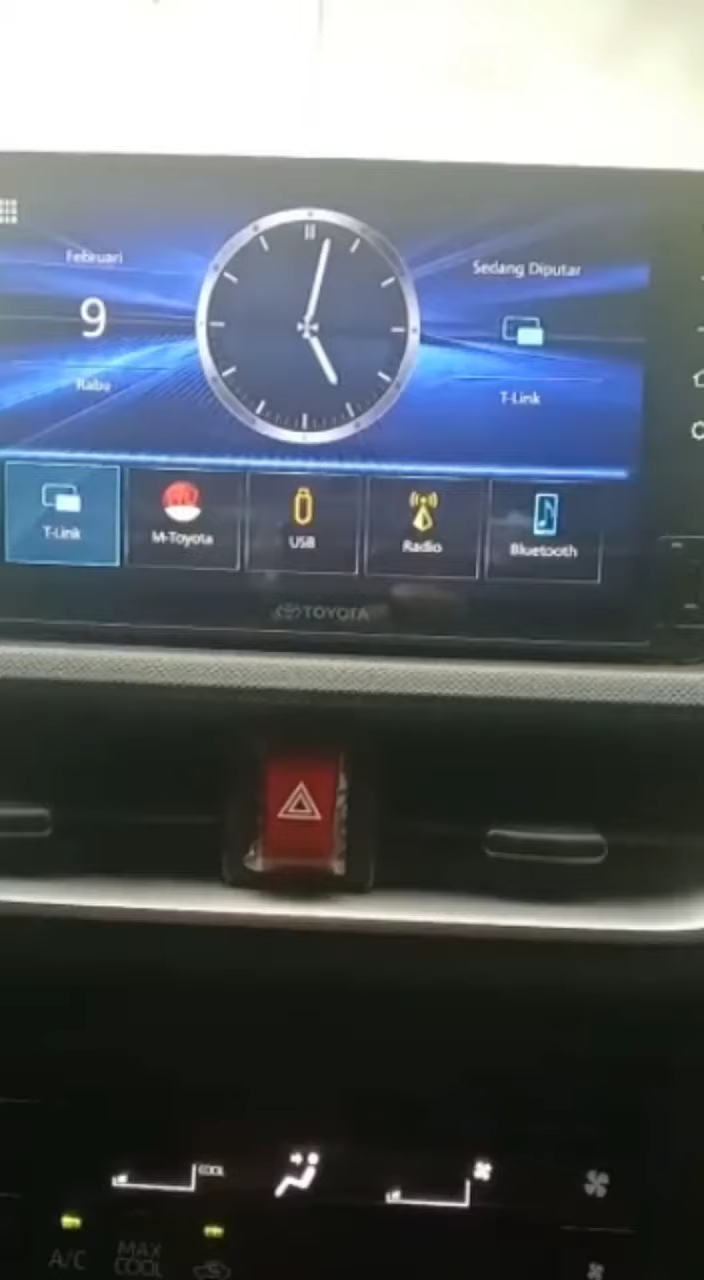 Februari
9
Rabu
Sedang Diputar
T-Link
T-Link
M-Toyota
USB
Radio
Bluetooth
TOYOTA
COOL
A/C
MAX
COOL